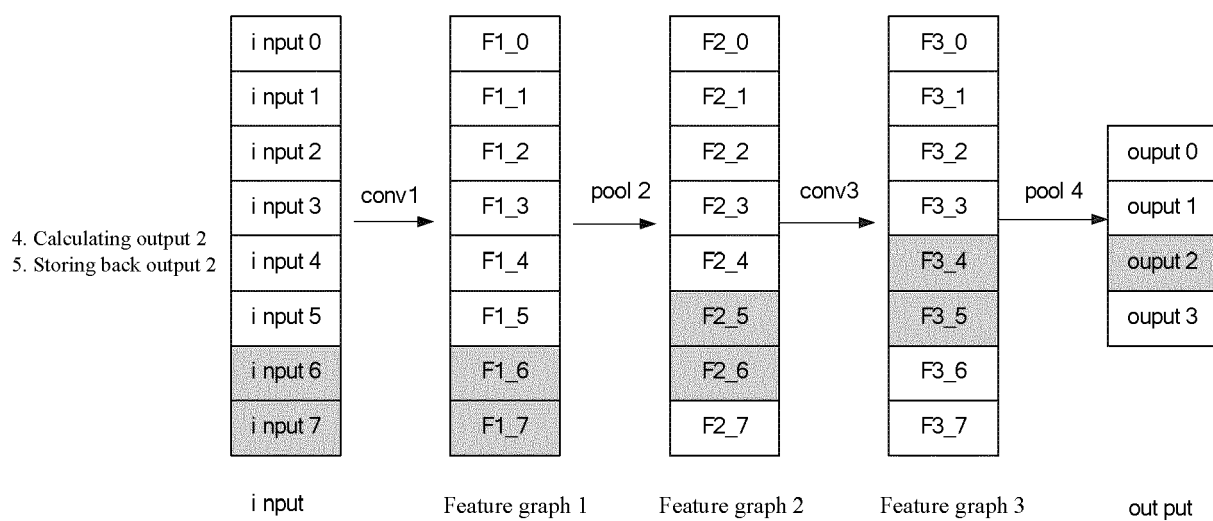 i nput 0
i nput 1
i nput 2
i nput 3
i nput 4
i nput 5
i nput 6
i nput 7
i nput
4. Calculating output 2
5. Storing back output 2
conv1
F1_0
F1_1
F1_2
F1_3
F1_4
F1_5
F1_6
F1_7
Feature graph 1
pool 2
F2_0
F2_1
F2_2
F2_3
F2_4
F2_5
F2_6
F2_7
Feature graph 2
conv3
F3_0
F3_1
F3_2
F3_3
F3_4
F3_5
F3_6
F3_7
Feature graph 3
pool 4
ouput 0
ouput 1
ouput 2
ouput 3
out put